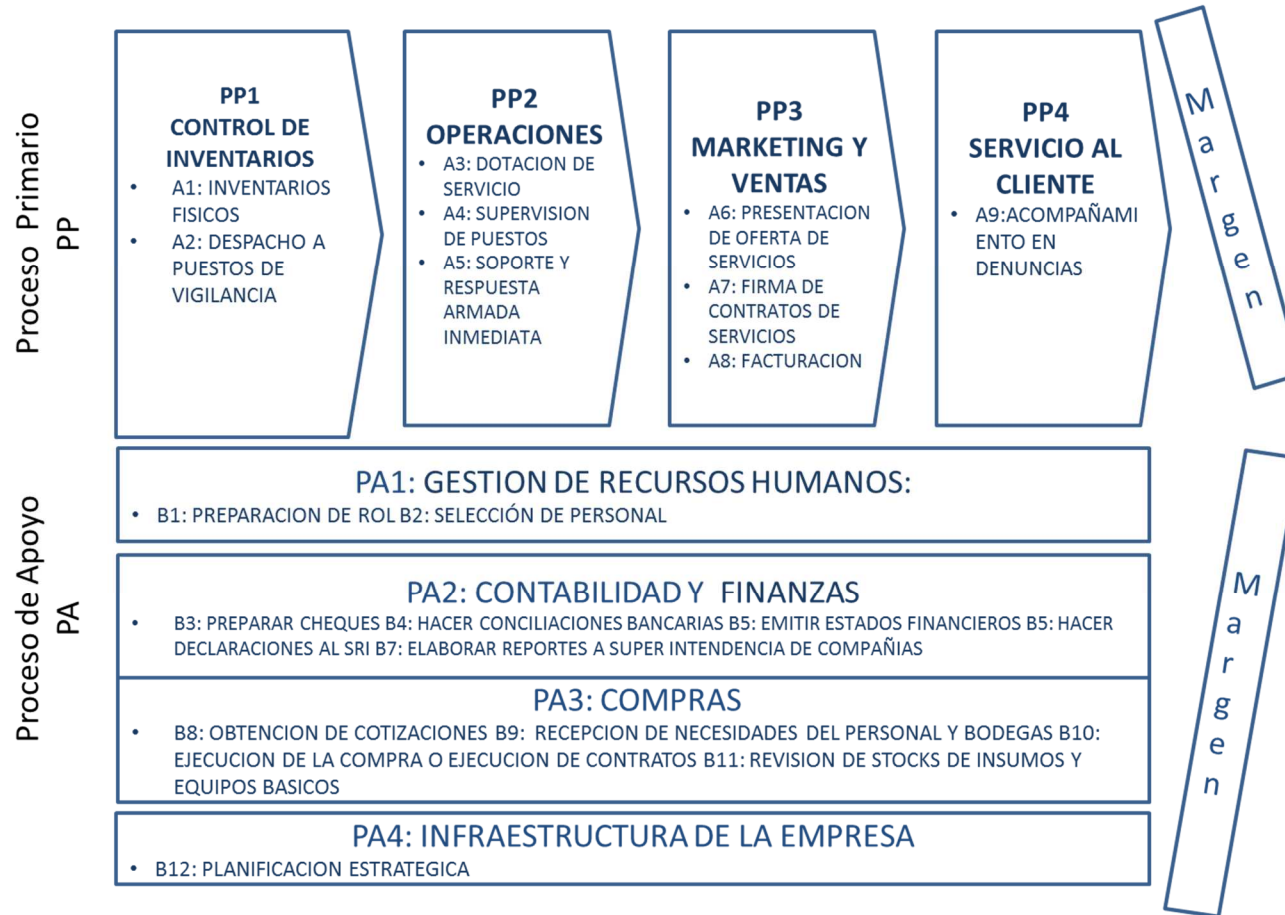 Proceso Primario
PP
PP1
CONTROL DE
INVENTARIOS
• A1: INVENTARIOS
FISICOS
• A2: DESPACHO A
PUESTOS DE
VIGILANCIA
PP2
OPERACIONES
• A3: DOTACION DE
SERVICIO
• A4: SUPERVISION
DE PUESTOS
• A5: SOPORTE Y
RESPUESTA
ARMADA
INMEDIATA
PP3
MARKETING Y
VENTAS
• A6: PRESENTACION
DE OFERTA DE
SERVICIOS
• A7: FIRMA DE
CONTRATOS DE
SERVICIOS
• A8: FACTURACION
PP4
SERVICIO AL
CLIENTE
• A9:ACOMPAÑAMI
ENTO EN
DENUNCIAS
Margen
Proceso de Apoyo
PA
PA1: GESTION DE RECURSOS HUMANOS:
• B1: PREPARACION DE ROL B2: SELECCIÓN DE PERSONAL
PA2: CONTABILIDAD Y FINANZAS
• B3: PREPARAR CHEQUES B4: HACER CONCILIACIONES BANCARIAS B5: EMITIR ESTADOS FINANCIEROS B5: HACER
DECLARACIONES AL SRI B7: ELABORAR REPORTES A SUPER INTENDENCIA DE COMPAÑIAS
PA3: COMPRAS
• B8: OBTENCION DE COTIZACIONES B9: RECEPCION DE NECESIDADES DEL PERSONAL Y BODEGAS B10:
EJECUCION DE LA COMPRA O EJECUCION DE CONTRATOS B11: REVISION DE STOCKS DE INSUMOS Y
EQUIPOS BASICOS
PA4: INFRAESTRUCTURA DE LA EMPRESA
• B12: PLANIFICACION ESTRATEGICA
Margen